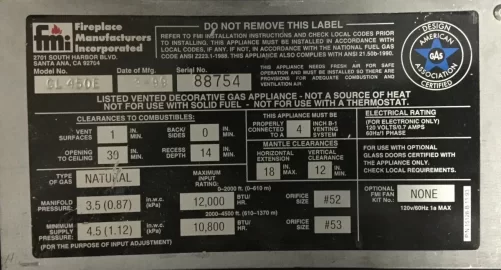 fmi Fireplace Manufacturers Incorporated
2701 SOUTH HARBOR BLVD.
SANTA ANA, CA 92704
DO NOT REMOVE THIS LABEL
REFER TO FMI INSTALLATION INSTRUCTIONS AND CHECK LOCAL CODES PRIOR
TO INSTALLING. THIS APPLIANCE MUST BE INSTALLED IN ACCORDANCE WITH
LOCAL CODES, IF ANY. IF NOT, IN ACCORDANCE WITH THE NATIONAL FUEL GAS
CODE ANSI Z223.1-1988. THIS APPLIANCE ALSO COMPLIES WITH ANSI 21.50b-1990.
DESIGN CERTIFIED
AMERICAN GAS ASSOCIATION
Model No. Date of Mfg. Serial No.
88754
THIS APPLIANCE NEEDS FRESH AIR FOR SAFE
OPERATION AND MUST BE INSTALLED SO THERE ARE
PROVISIONS FOR ADEQUATE COMBUSTION AND
VENTILATION AIR
LISTED VENTED DECORATIVE GAS APPLIANCE - NOT A SOURCE OF HEAT
NOT FOR USE WITH SOLID FUEL - NOT FOR USE WITH A THERMOSTAT.
CLEARANCES TO COMBUSTIBLES:
VENT SURFACES 1 IN. MIN. BACK/ SIDES 0 IN. MIN.
OPENING TO CEILING 39 IN. MIN. RECESS DEPTH 14 IN. MIN.
THIS APPLIANCE MUST BE
PROPERLY CONNECTED TO A 4 INCH B-1 VENTING SYSTEM
MANTLE CLEARANCES
HORIZONTAL EXTENSION VERTICAL CLEARANCE
18 IN. MAX. 12 IN. MIN.
ELECTRICAL RATING
(FOR ELECTRONIC ONLY)
120 VOLTS/0.7 AMPS
60Hz/1 PHASE
FOR USE WITH OPTIONAL
GLASS DOORS CERTIFIED WITH
THE APPLIANCE ONLY.
CHECK LOCAL REQUIREMENTS.
TYPE OF GAS NATURAL MAXIMUM INPUT RATING:
0-2000 ft. (0-610 m)
MANIFOLD PRESSURE: 3.5 (0.87) in.w.c. (kPa) 12,000 BTU/ HR. ORIFICE SIZE #52
2000-4550 ft. (610-1370 m)
MINIMUM SUPPLY PRESSURE: 4.5 (1.12) in.w.c. (kPa) 10,800 BTU/ HR. ORIFICE SIZE #53
(FOR THE PURPOSE OF INPUT ADJUSTMENT)
OPTIONAL FMI FAN KIT No.: NONE
120v/60Hz 1a MAX